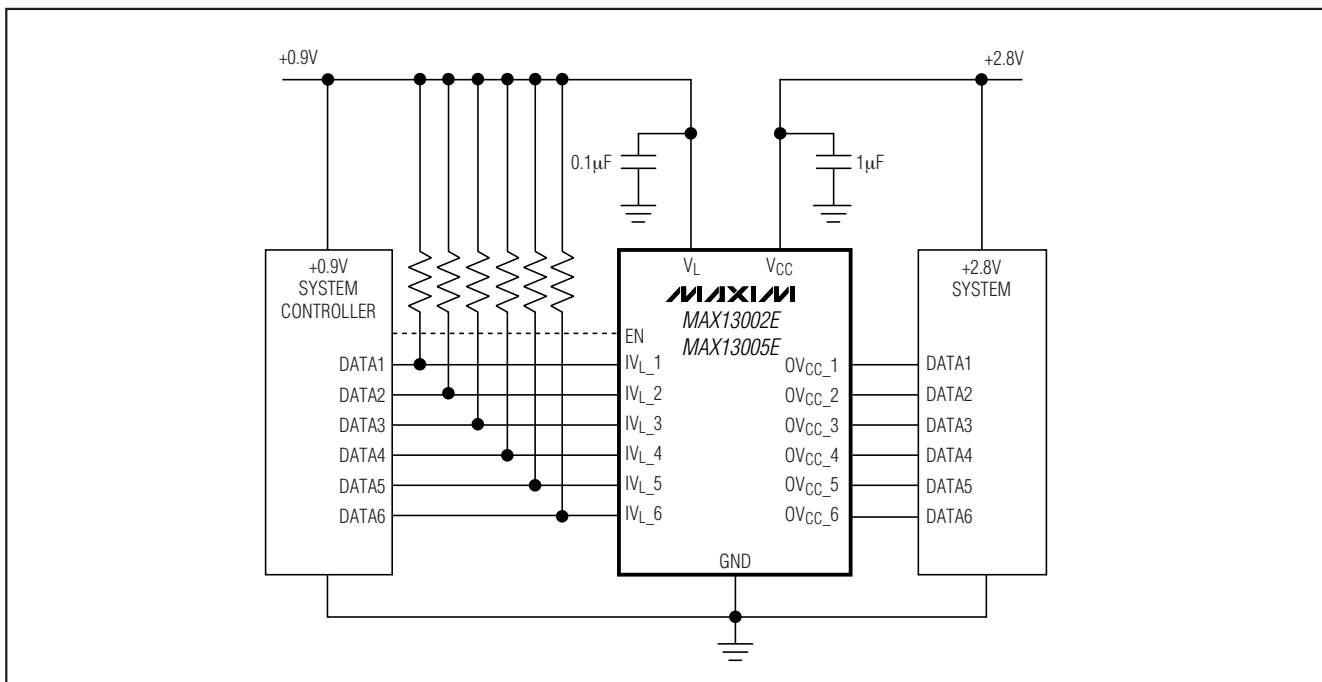 +0.9V
+2.8V
0.1µF
1µF
+0.9V
SYSTEM
CONTROLLER
DATA1
DATA2
DATA3
DATA4
DATA5
DATA6
VL
VCC
MAXIM
MAX13002E
MAX13005E
EN
IVL_1
IVL_2
IVL_3
IVL_4
IVL_5
IVL_6
OVCC_1
OVCC_2
OVCC_3
OVCC_4
OVCC_5
OVCC_6
GND
+2.8V
SYSTEM
DATA1
DATA2
DATA3
DATA4
DATA5
DATA6